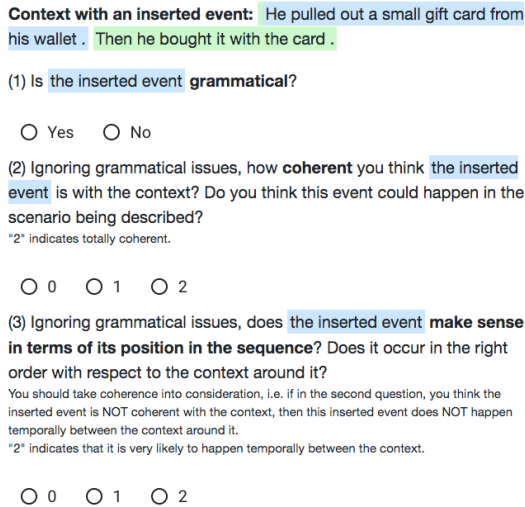 Context with an inserted event: He pulled out a small gift card from
his wallet . Then he bought it with the card .
(1) Is the inserted event grammatical?
Yes No
(2) Ignoring grammatical issues, how coherent you think the inserted
event is with the context? Do you think this event could happen in the
scenario being described?
"2" indicates totally coherent.
0 1 2
(3) Ignoring grammatical issues, does the inserted event make sense
in terms of its position in the sequence? Does it occur in the right
order with respect to the context around it?
You should take coherence into consideration, i.e. if in the second question, you think the
inserted event is NOT coherent with the context, then this inserted event does NOT happen
temporally between the context around it.
"2" indicates that it is very likely to happen temporally between the context.
0 1 2